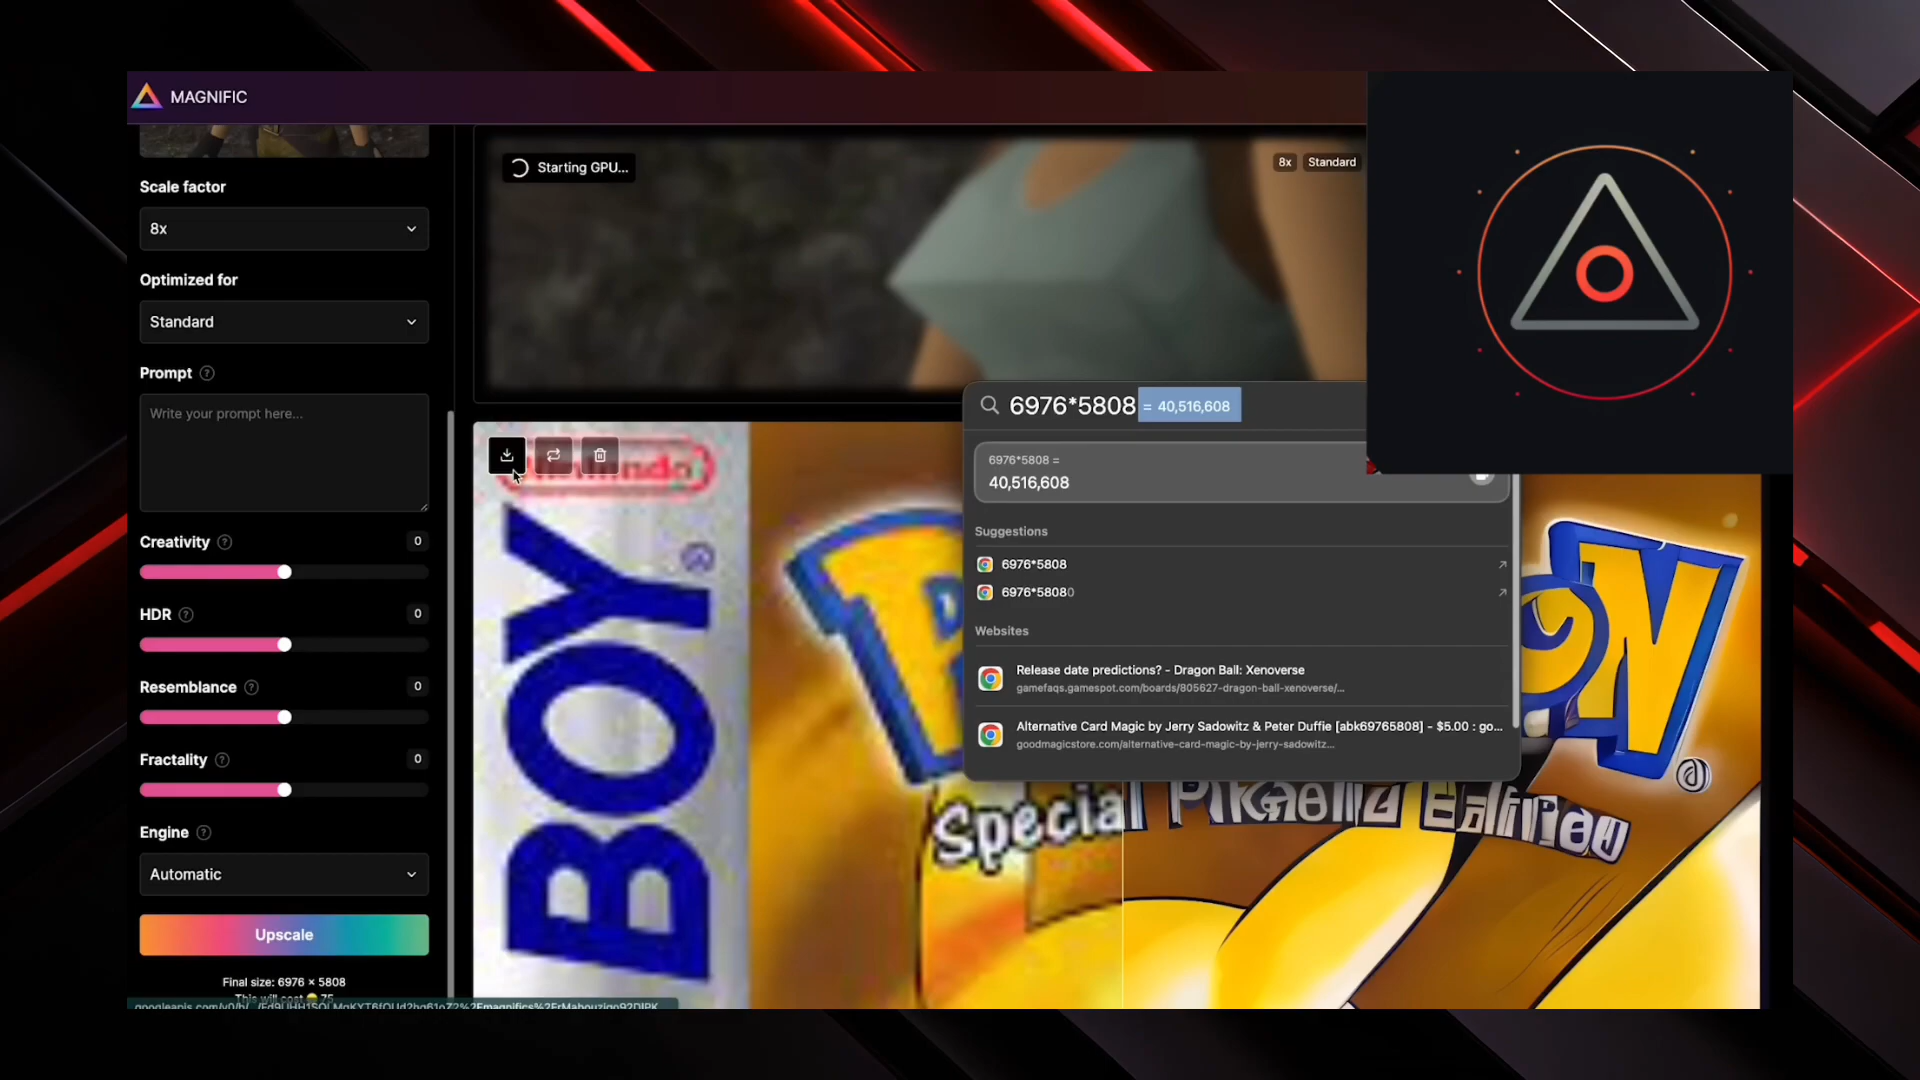 MAGNIFIC
Scale factor
8x
Optimized for
Standard
Prompt ?
Write your prompt here...
Creativity ? 0
HDR ? 0
Resemblance ? 0
Fractality ? 0
Engine ?
Automatic
Upscale
Final size: 6976 × 5808
This will cost 75
Starting GPU...
8x Standard
6976*5808 = 40,516,608
6976*5808 =
40,516,608
Suggestions
6976*5808
6976*58080
Websites
Release date predictions? - Dragon Ball: Xenoverse
gamefaqs.gamespot.com/boards/805627-dragon-ball-xenoverse/...
Alternative Card Magic by Jerry Sadowitz & Peter Duffie [abk69765808] - $5.00 : go...
goodmagicstore.com/alternative-card-magic-by-jerry-sadowitz...
BOY
®
Special